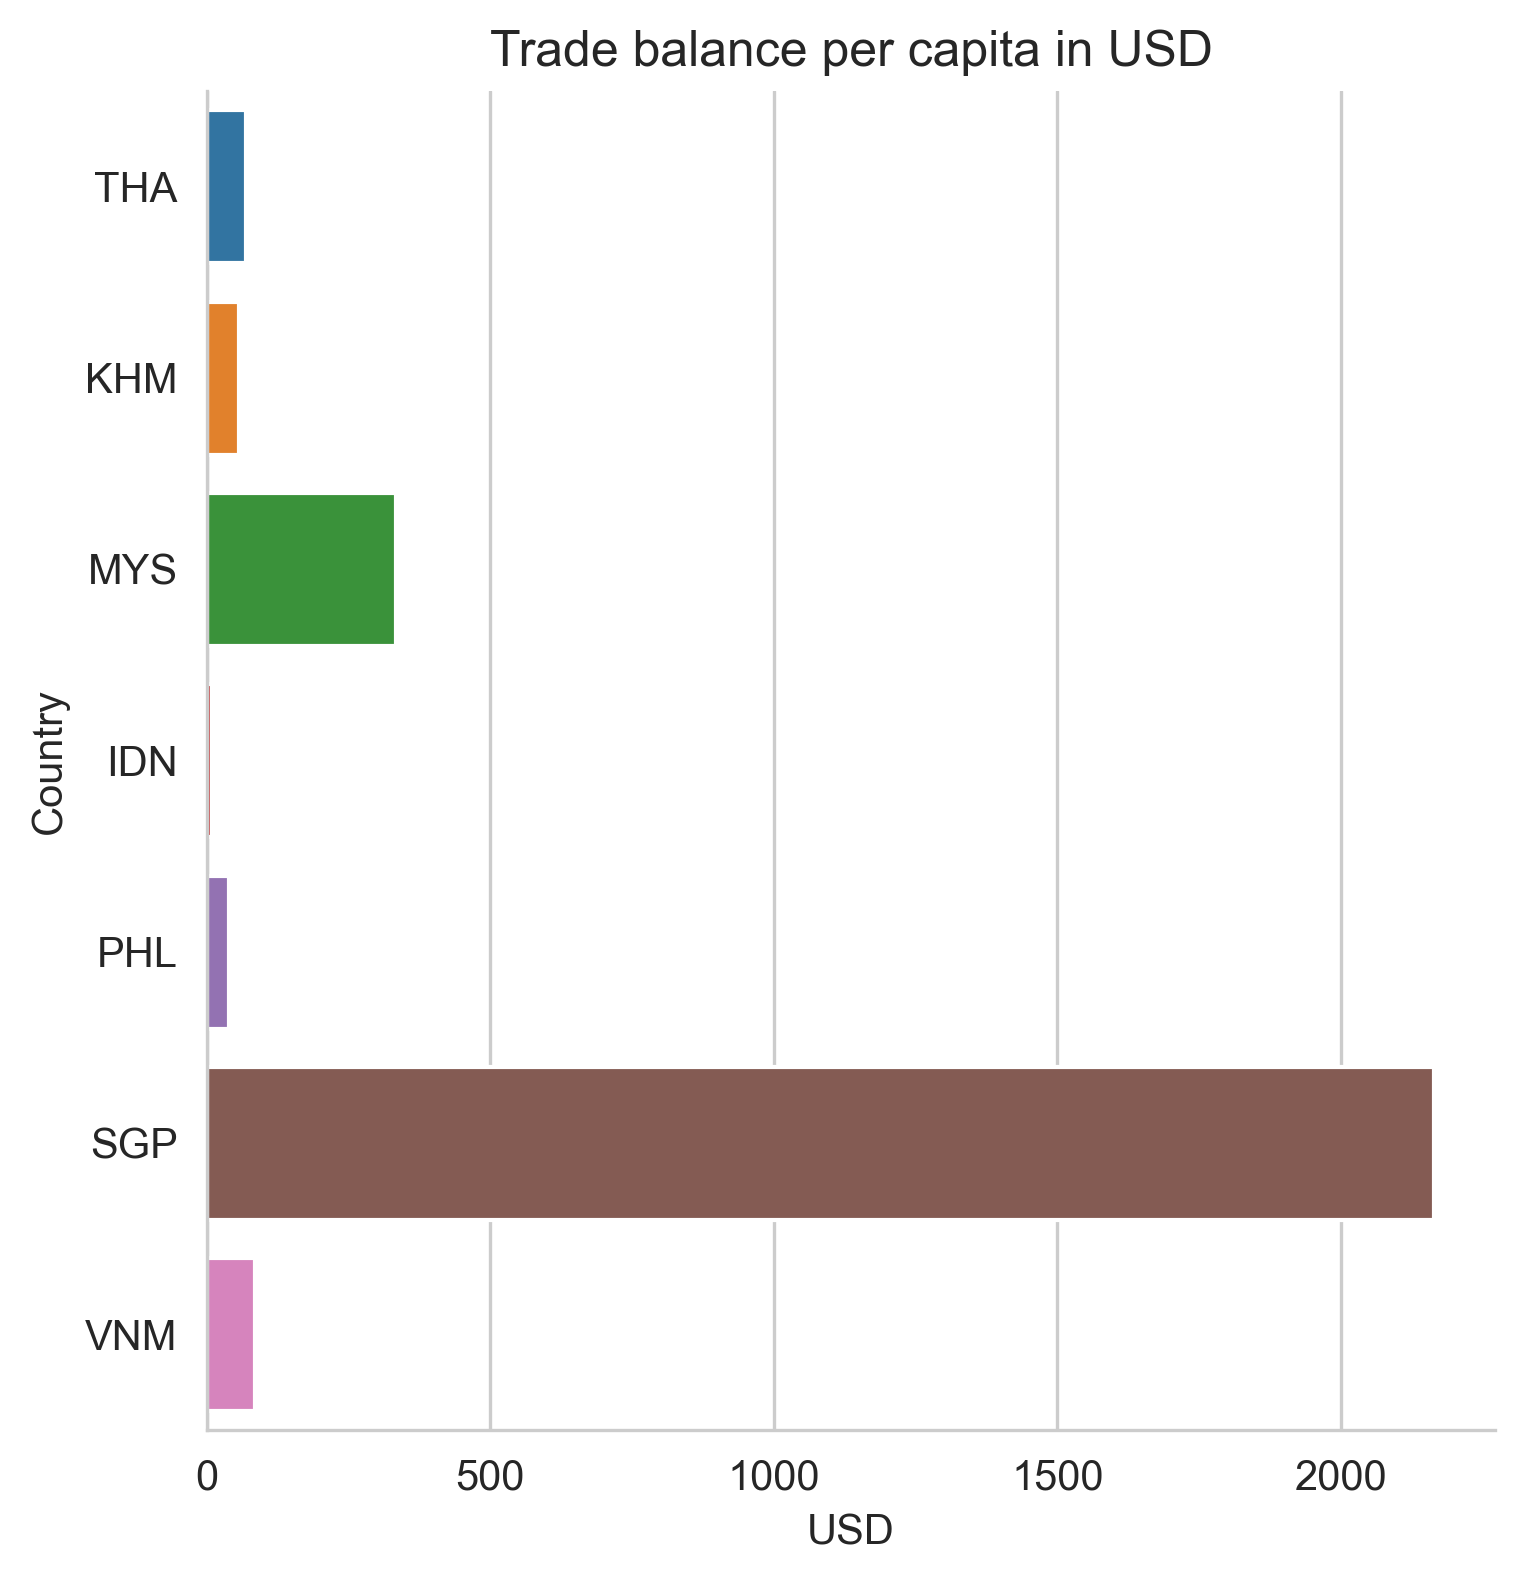 Trade balance per capita in USD
THA
KHM
MYS
IDN
PHL
SGP
VNM
Country
0 500 1000 1500 2000
USD